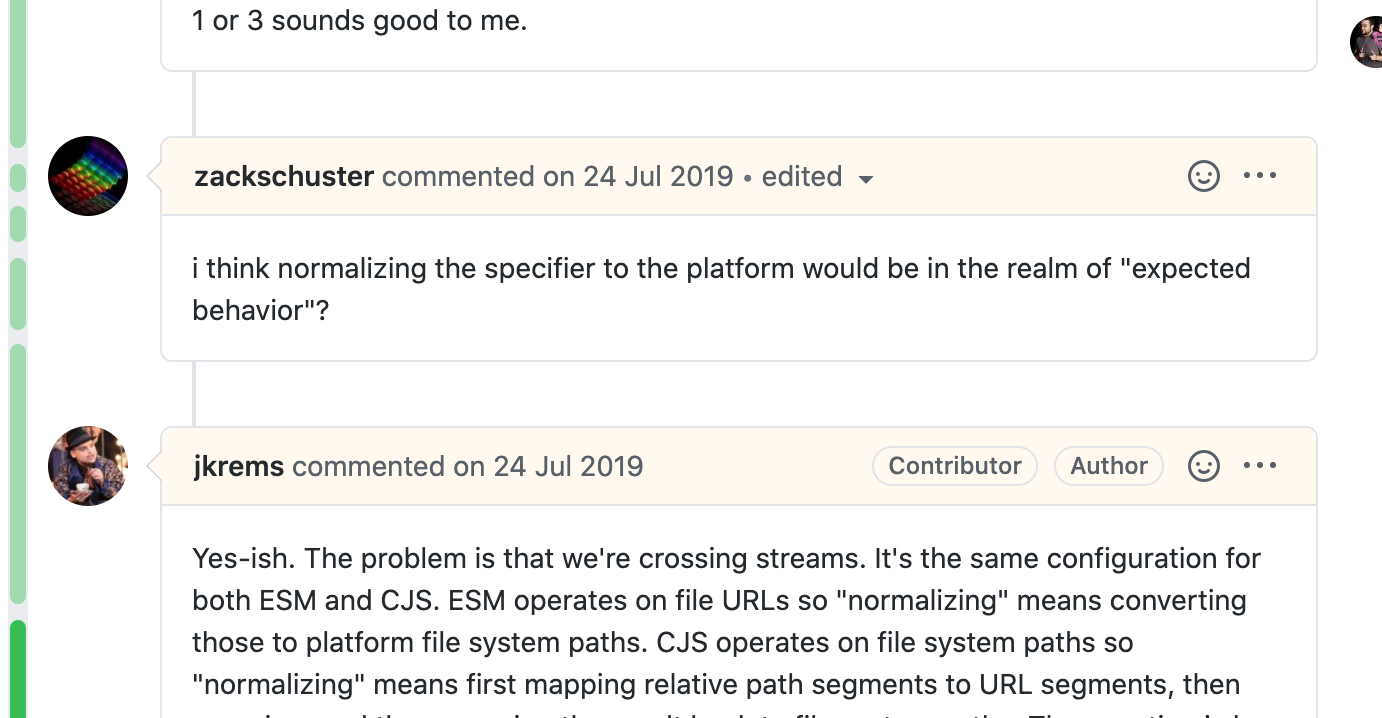 1 or 3 sounds good to me.
zackschuster commented on 24 Jul 2019 • edited
i think normalizing the specifier to the platform would be in the realm of "expected
behavior"?
jkrems commented on 24 Jul 2019 Contributor Author
Yes-ish. The problem is that we're crossing streams. It's the same configuration for
both ESM and CJS. ESM operates on file URLs so "normalizing" means converting
those to platform file system paths. CJS operates on file system paths so
"normalizing" means first mapping relative path segments to URL segments, then